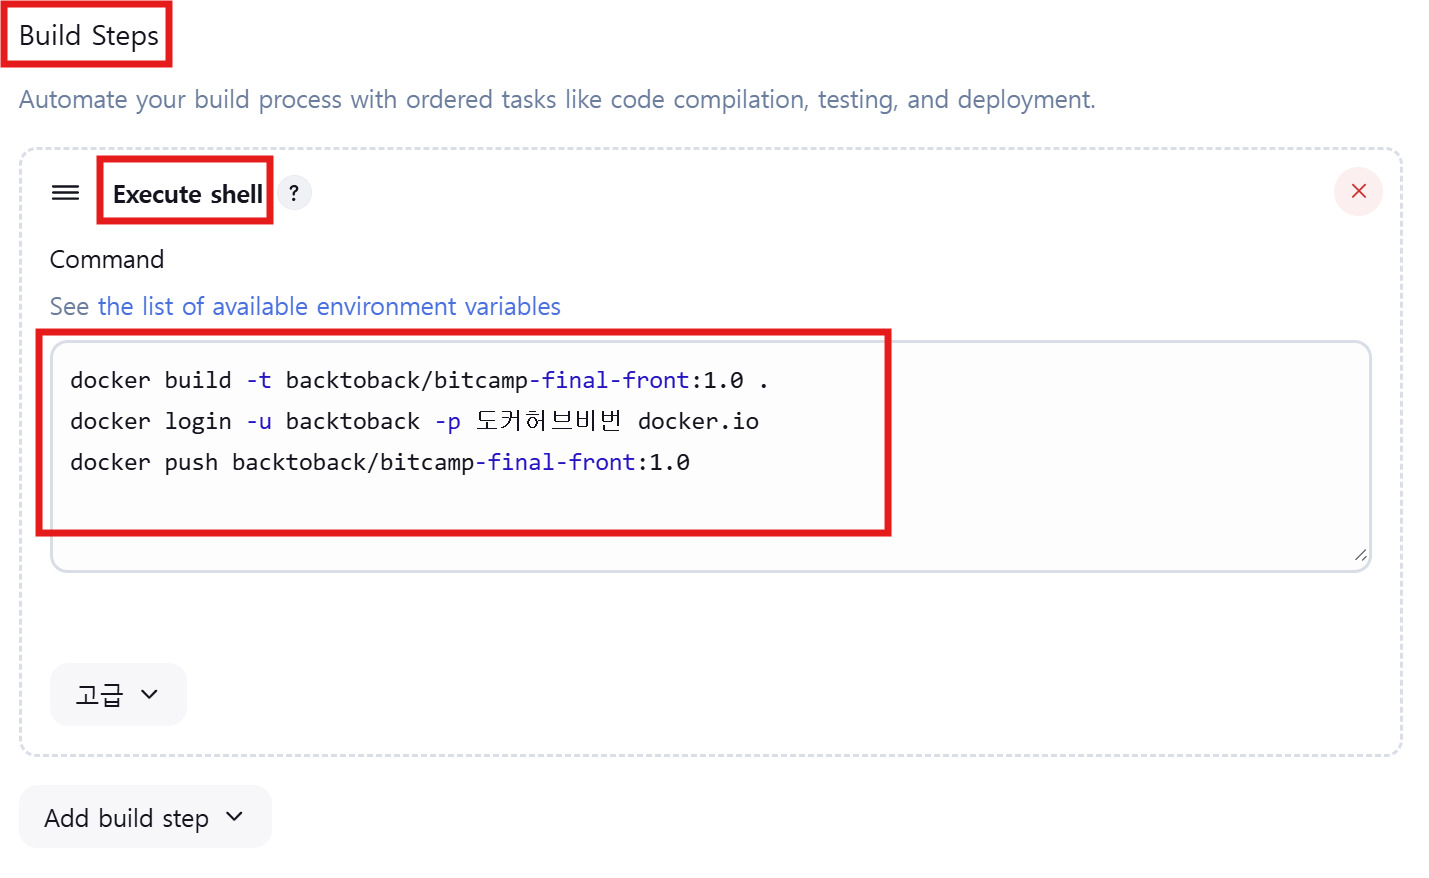 Build Steps
Automate your build process with ordered tasks like code compilation, testing, and deployment.
Execute shell ?
Command
See the list of available environment variables
docker build -t backtoback/bitcamp-final-front:1.0 .
docker login -u backtoback -p 도커허브비번 docker.io
docker push backtoback/bitcamp-final-front:1.0
고급
Add build step